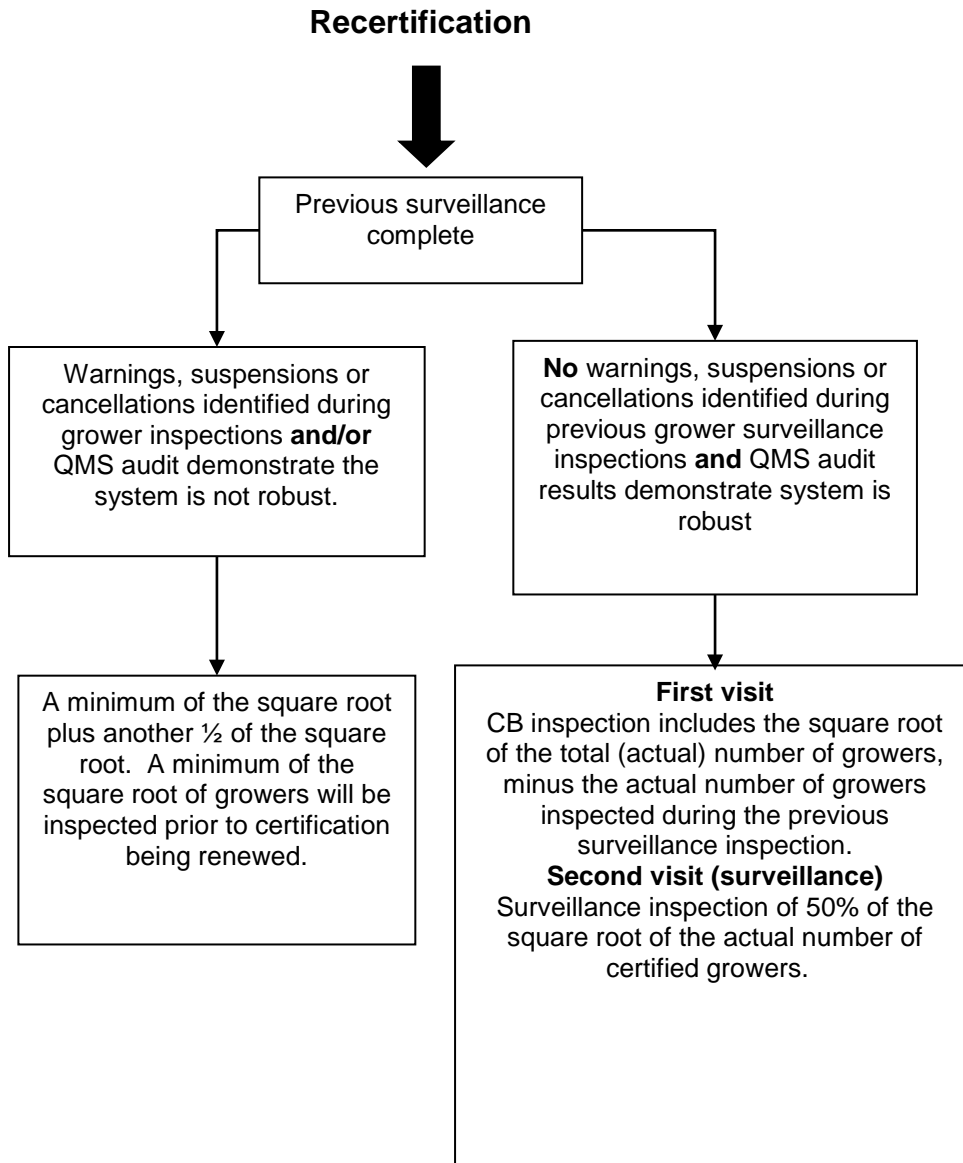 Recertification
Previous surveillance
complete
Warnings, suspensions or
cancellations identified during
grower inspections and/or
QMS audit demonstrate the
system is not robust.
No warnings, suspensions or
cancellations identified during
previous grower surveillance
inspections and QMS audit
results demonstrate system is
robust
A minimum of the square root
plus another ½ of the square
root.  A minimum of the
square root of growers will be
inspected prior to certification
being renewed.
First visit
CB inspection includes the square root
of the total (actual) number of growers,
minus the actual number of growers
inspected during the previous
surveillance inspection.
Second visit (surveillance)
Surveillance inspection of 50% of the
square root of the actual number of
certified growers.